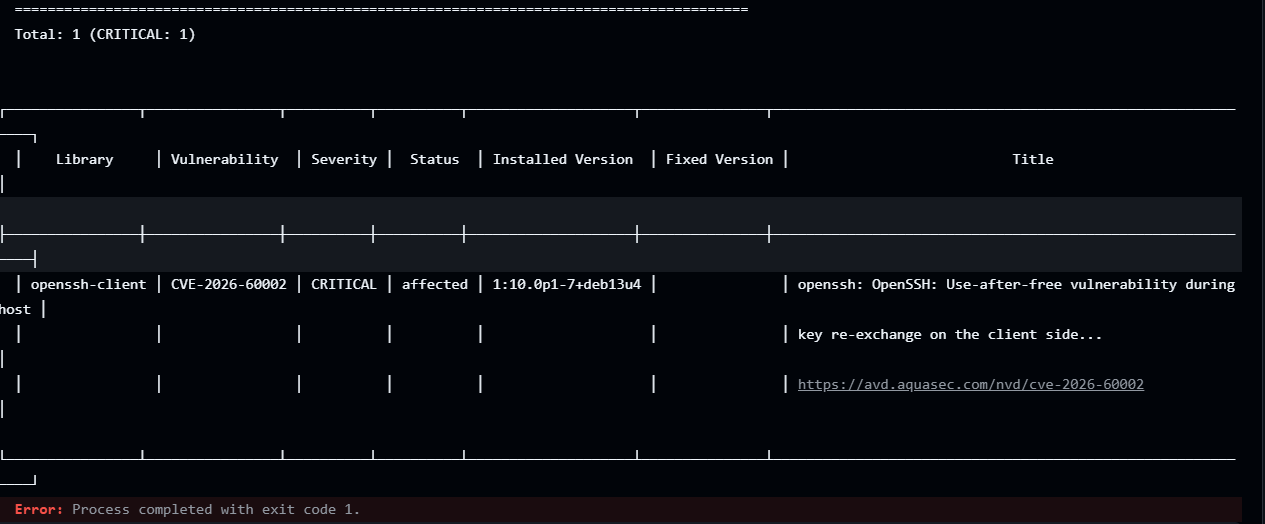 ========================================================================================
Total: 1 (CRITICAL: 1)
│ Library │ Vulnerability │ Severity │ Status │ Installed Version │ Fixed Version │ Title
│
│ openssh-client │ CVE-2026-60002 │ CRITICAL │ affected │ 1:10.0p1-7+deb13u4 │ │ openssh: OpenSSH: Use-after-free vulnerability during
host │
│ │ │ │ │ │ │ key re-exchange on the client side...
│
│ │ │ │ │ │ │ https://avd.aquasec.com/nvd/cve-2026-60002
│
Error: Process completed with exit code 1.